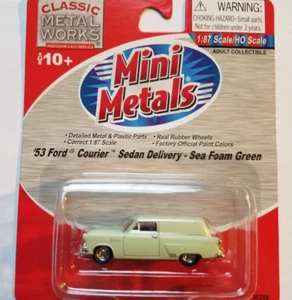 CLASSIC
METAL
WORKS
PRECISION CAST REPLICA
10+
WARNING:
CHOKING HAZARD-Small parts.
Not for children under 3 years.
1:87 Scale/HO Scale
ADULT COLLECTIBLE
Mini
Metals
•Detailed Metal & Plastic Parts •Real Rubber Wheels
•Correct 1:87 Scale •Factory Official Paint Colors
'53 Ford® Courier™ Sedan Delivery - Sea Foam Green